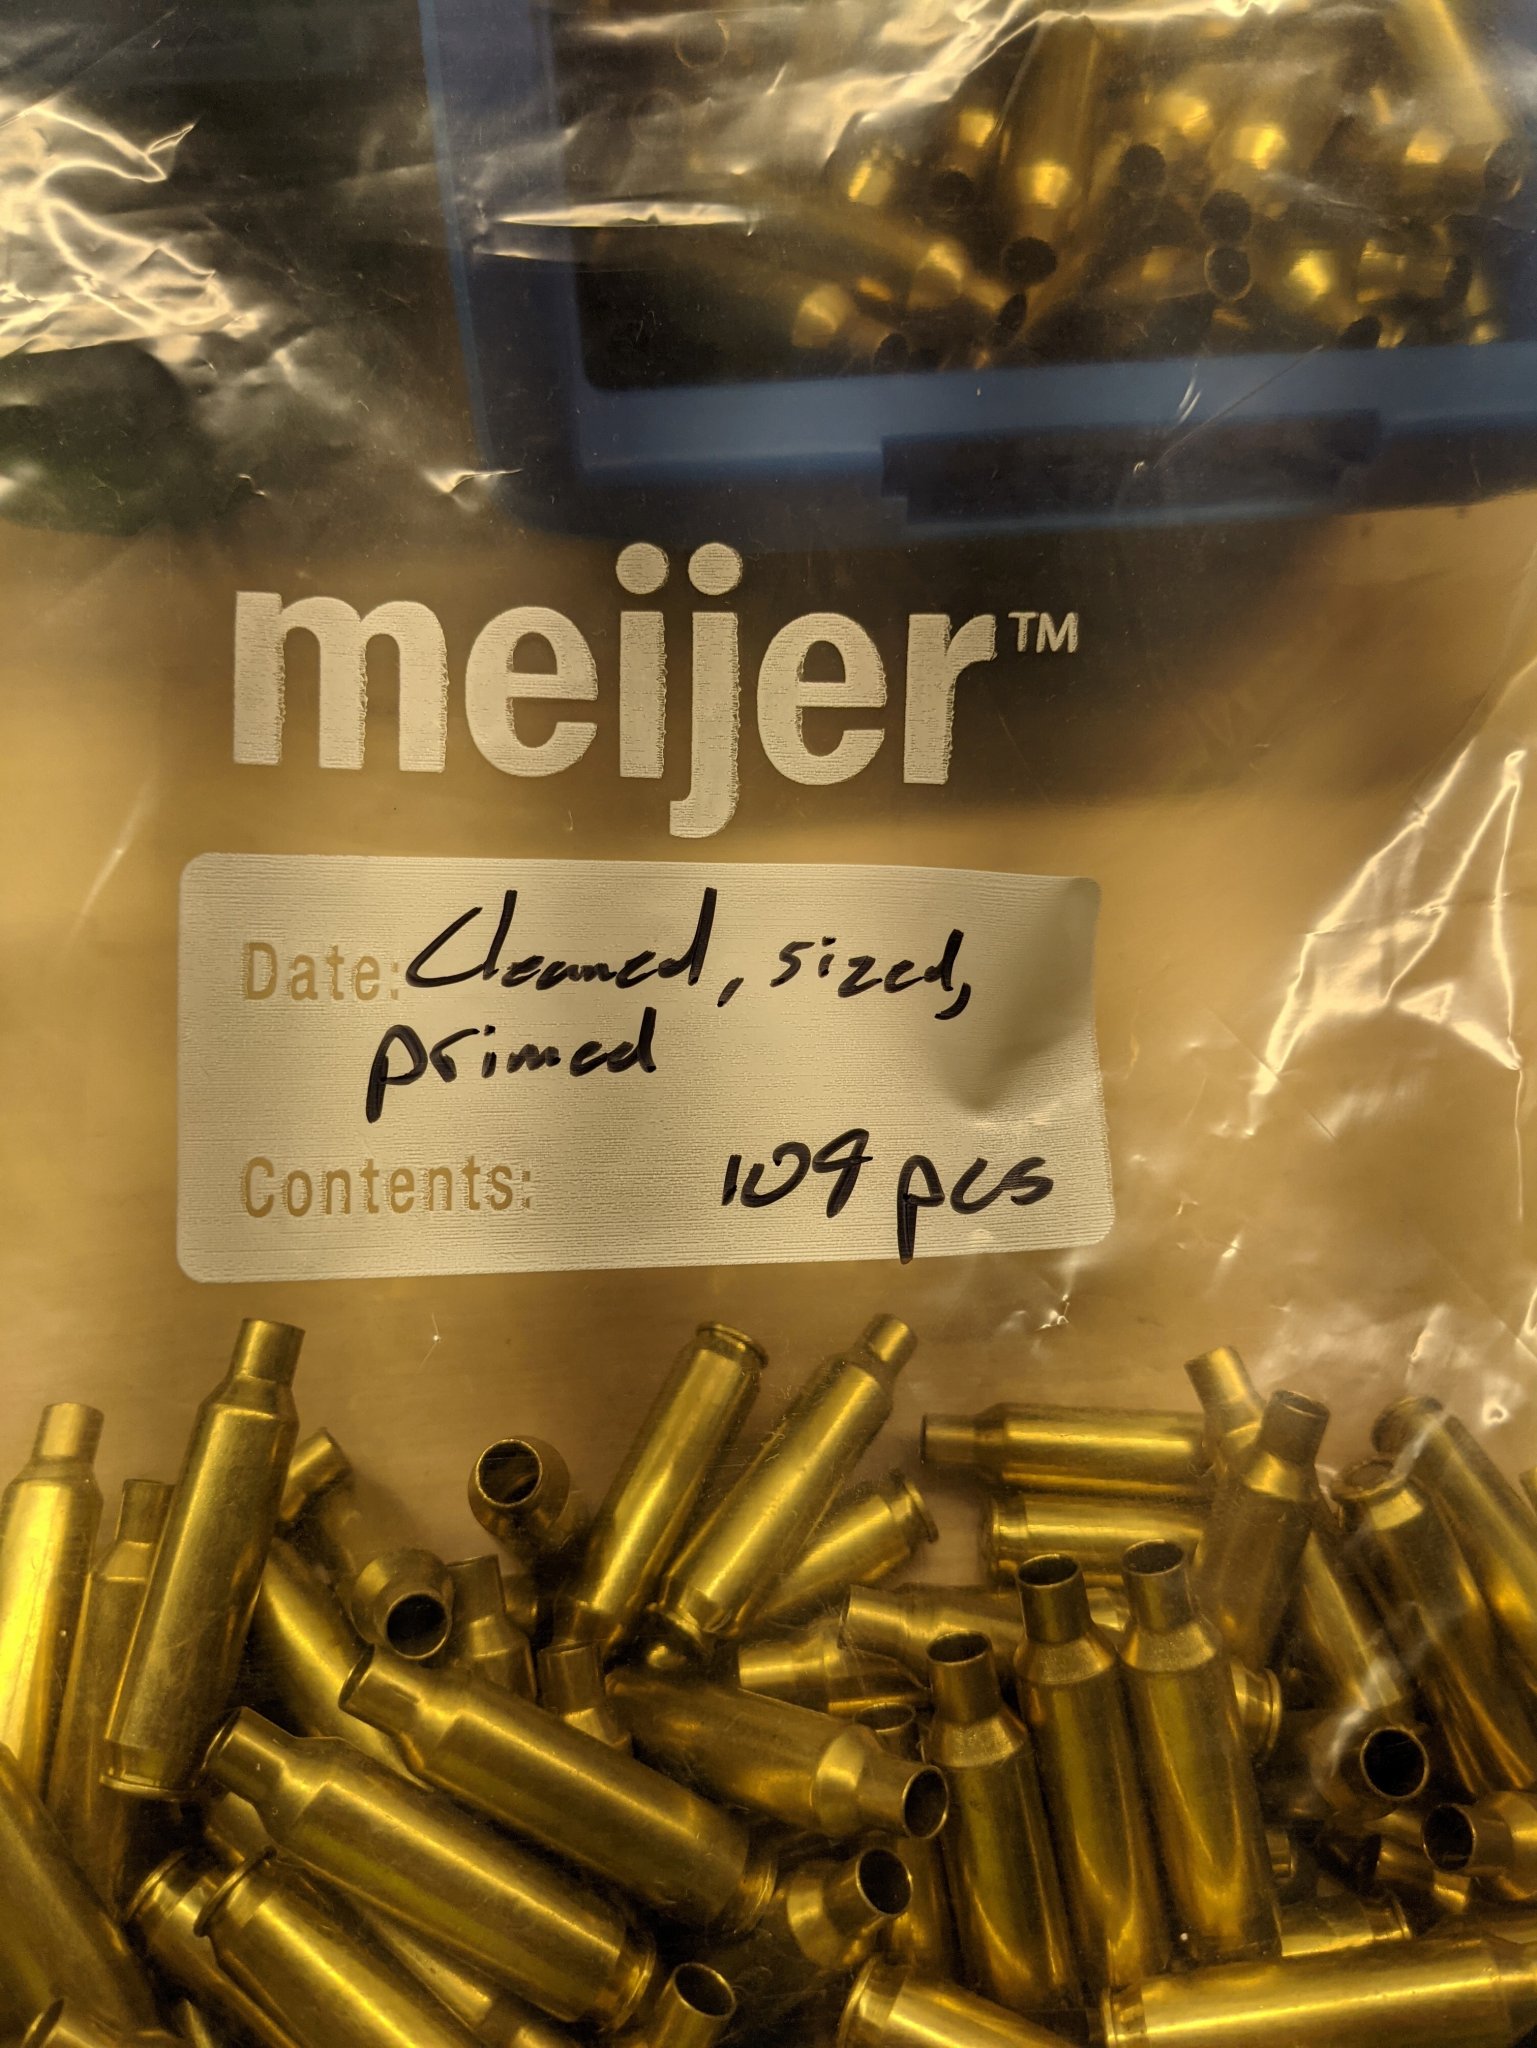 meijer™
Date: Cleaned, sized,
primed
Contents: 109 pcs